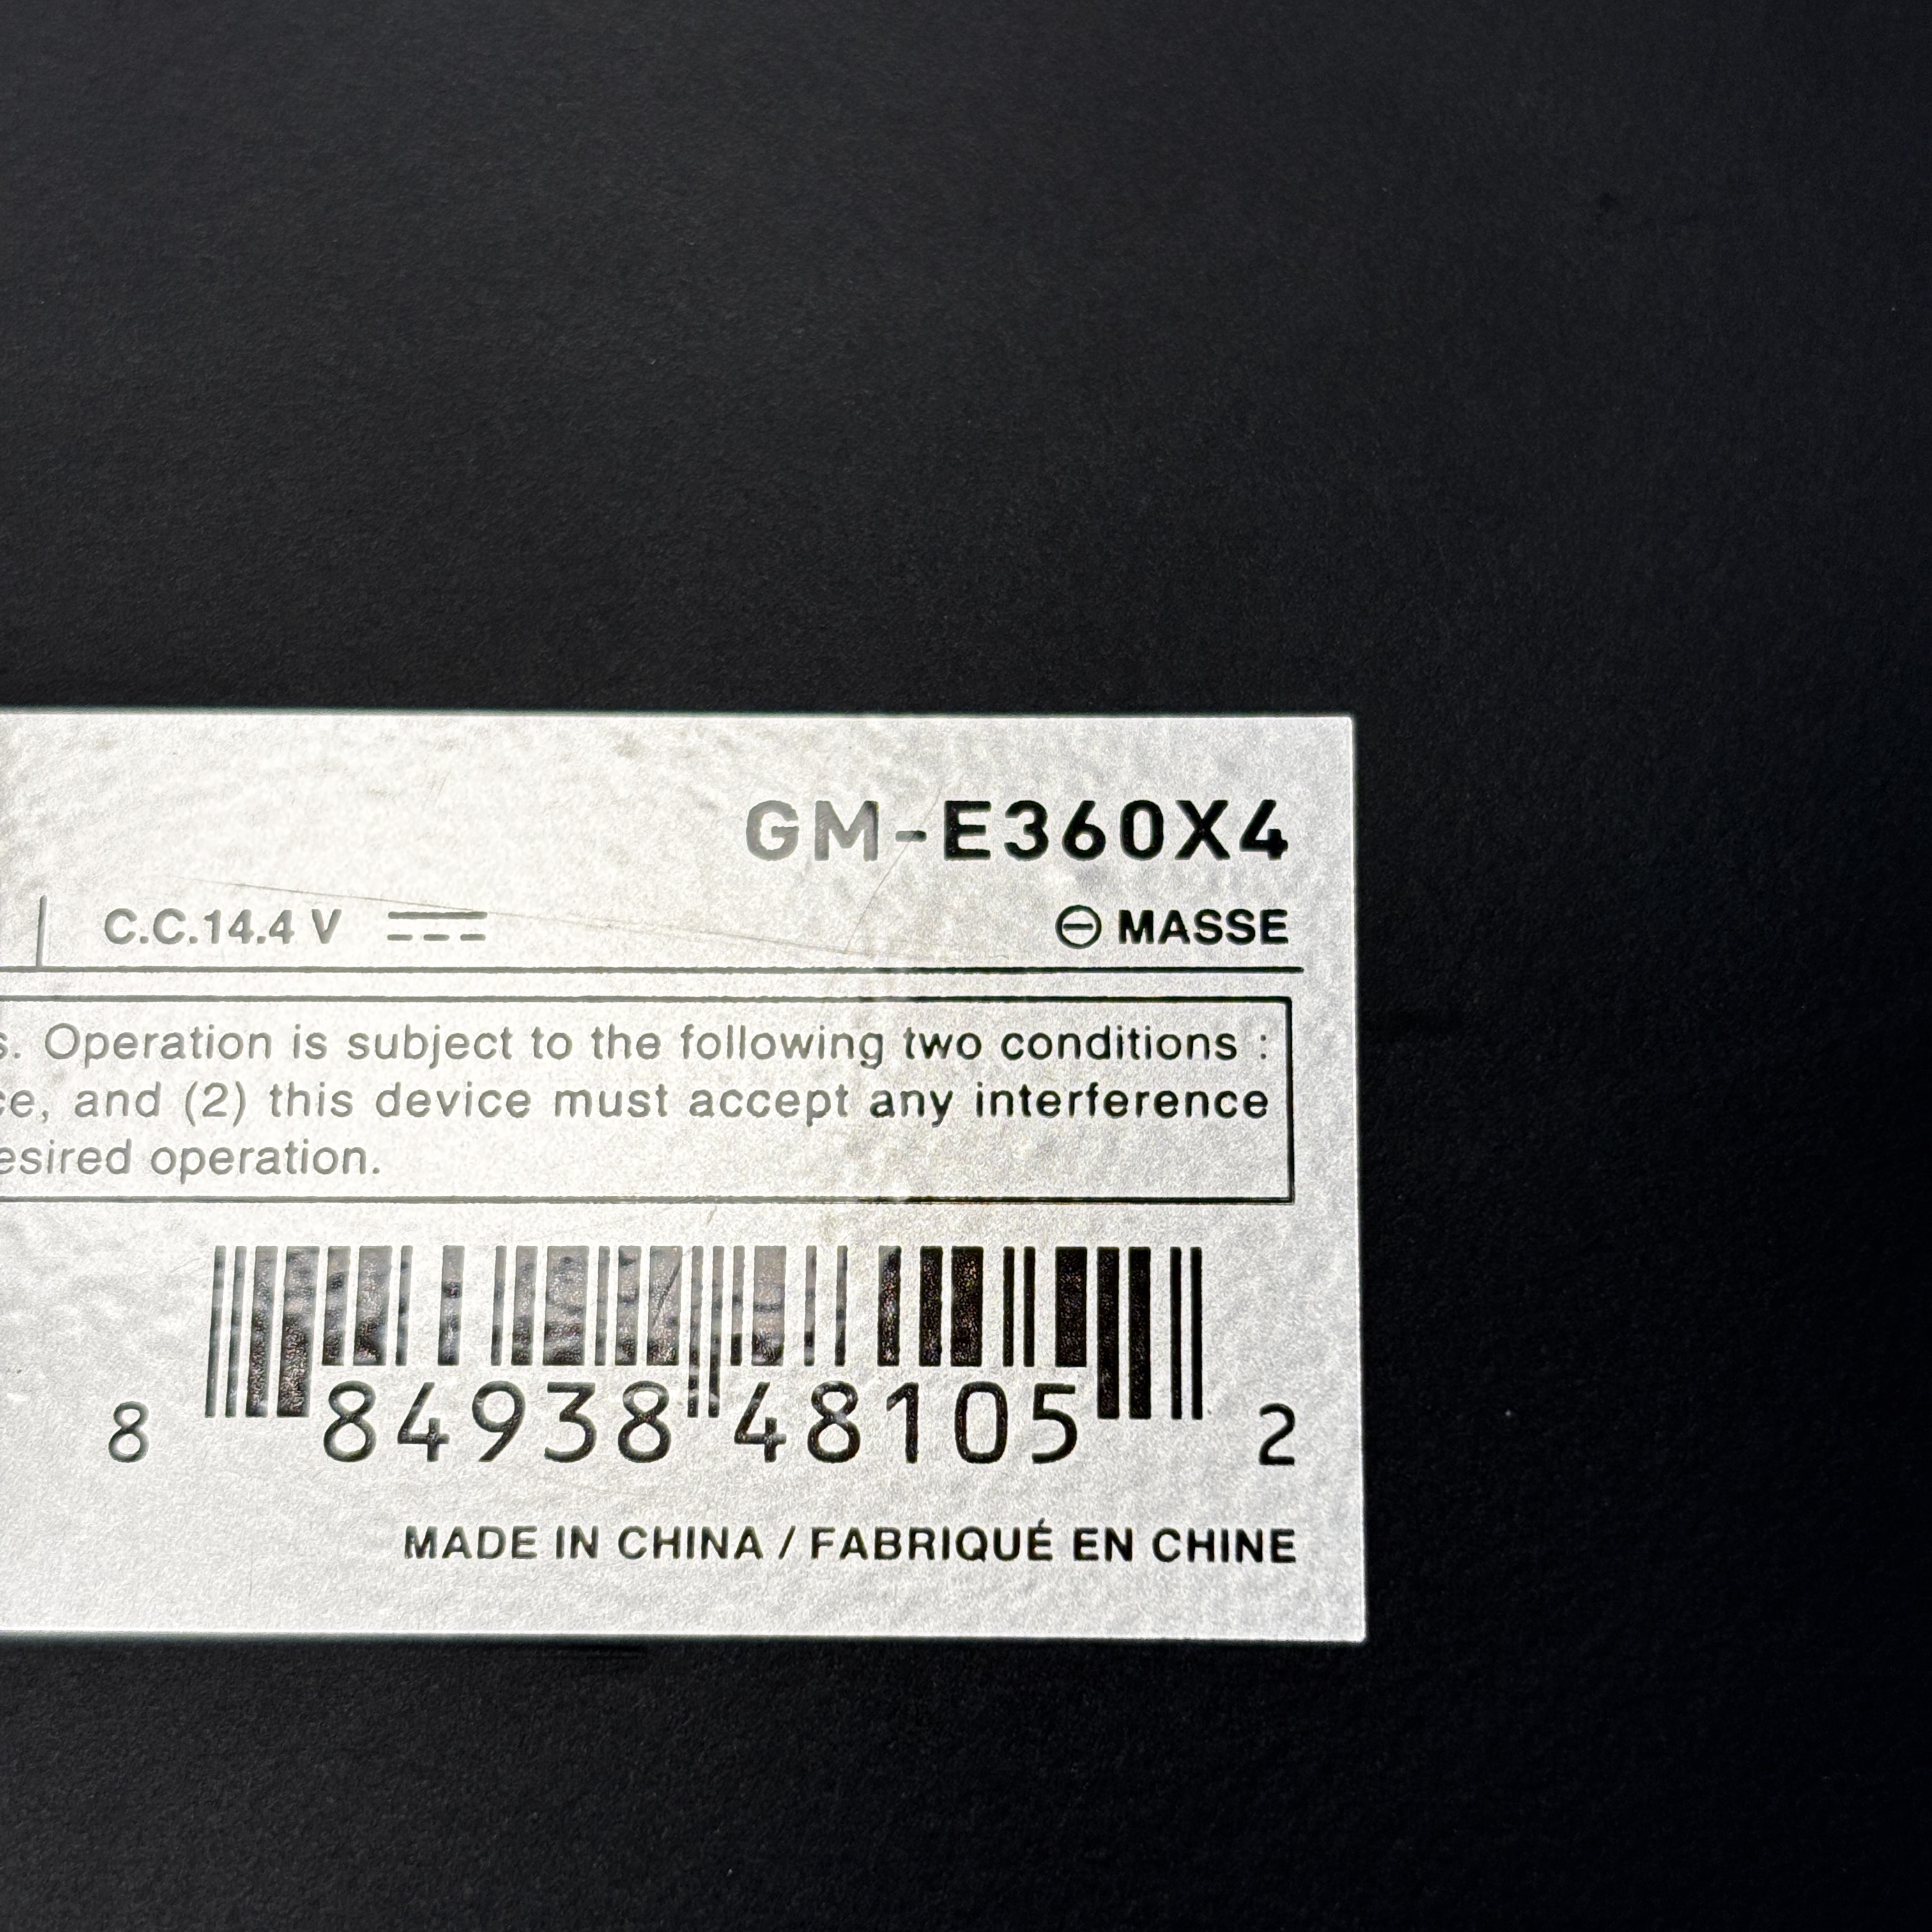 GM-E360X4
C.C.14.4 V ⊖ MASSE
s. Operation is subject to the following two conditions :
ce, and (2) this device must accept any interference
esired operation.
8 84938 48105 2
MADE IN CHINA / FABRIQUÉ EN CHINE